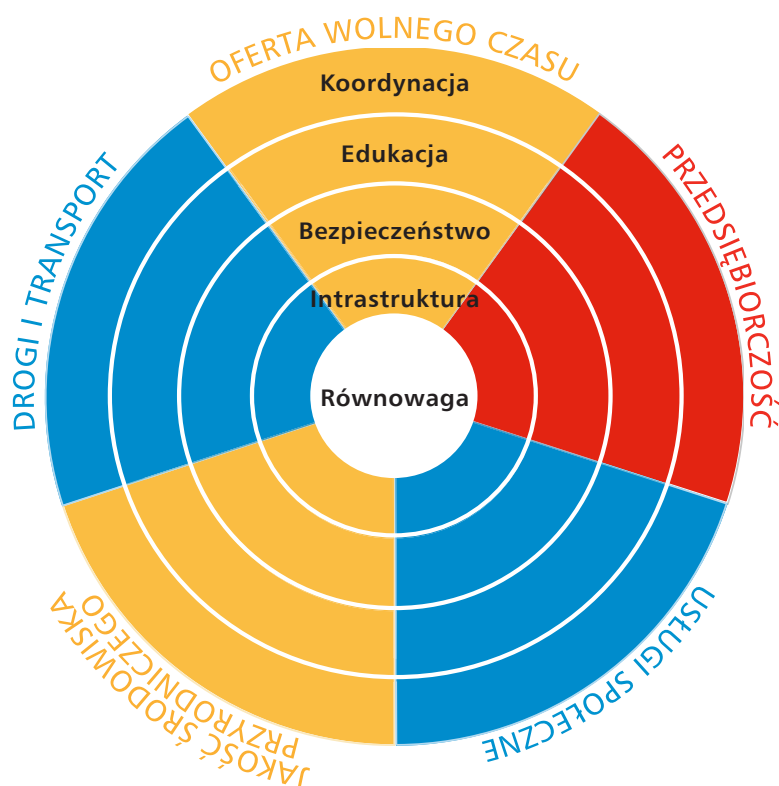 OFERTA WOLNEGO CZASU
Koordynacja
Edukacja
Bezpieczeństwo
Intrastruktura
Równowaga
PRZEDSIĘBIORCZOŚĆ
USŁUGI SPOŁECZNE
JAKOŚĆ ŚRODOWISKA
PRZYRODNICZEGO
DROGI I TRANSPORT